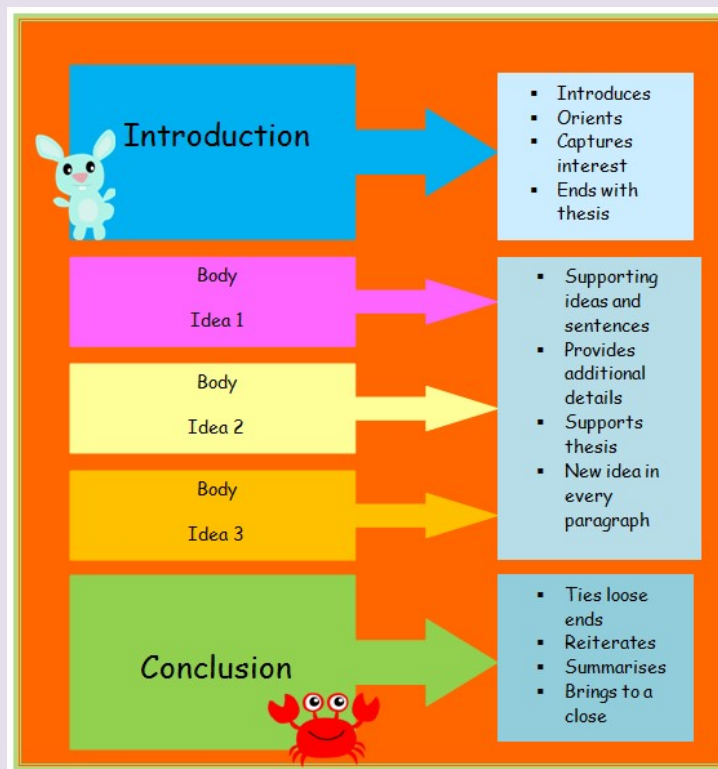 Introduction
▪ Introduces
▪ Orients
▪ Captures
interest
▪ Ends with
thesis
Body
Idea 1
Body
Idea 2
Body
Idea 3
▪ Supporting
ideas and
sentences
▪ Provides
additional
details
▪ Supports
thesis
▪ New idea in
every
paragraph
Conclusion
▪ Ties loose
ends
▪ Reiterates
▪ Summarises
▪ Brings to a
close